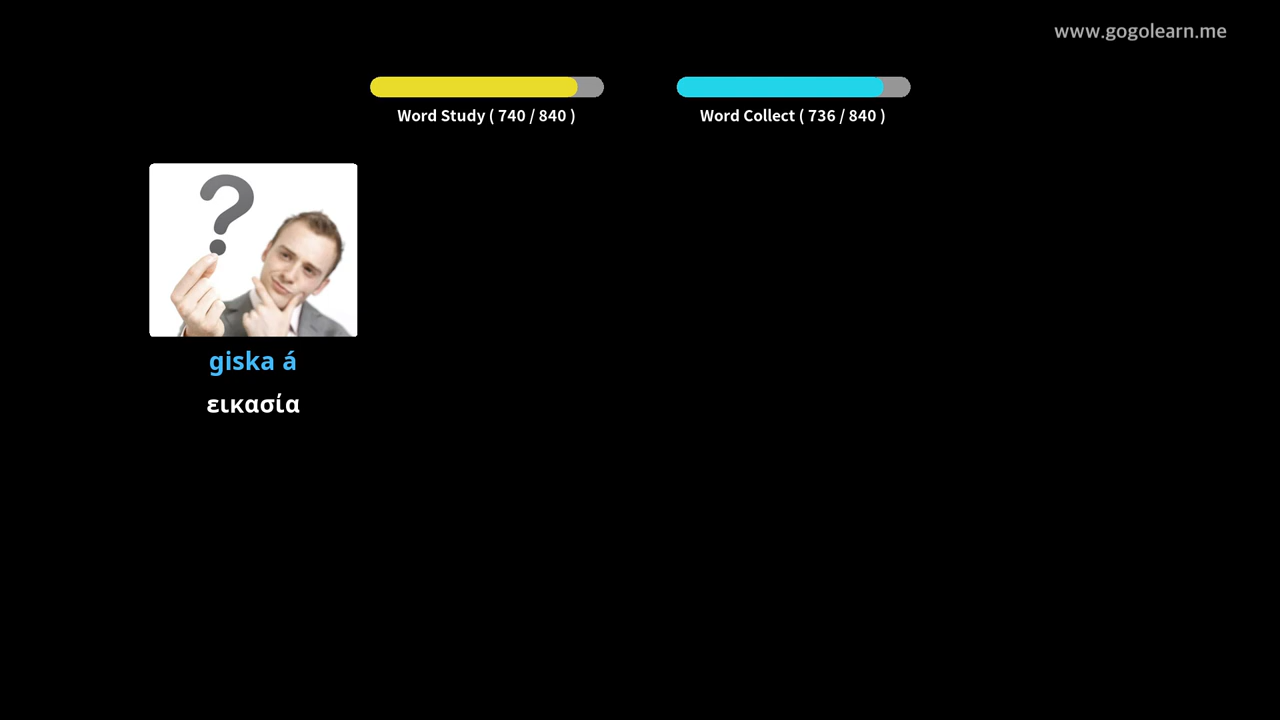 www.gogolearn.me
Word Study ( 740 / 840 )
Word Collect ( 736 / 840 )
?
giska á
εικασία